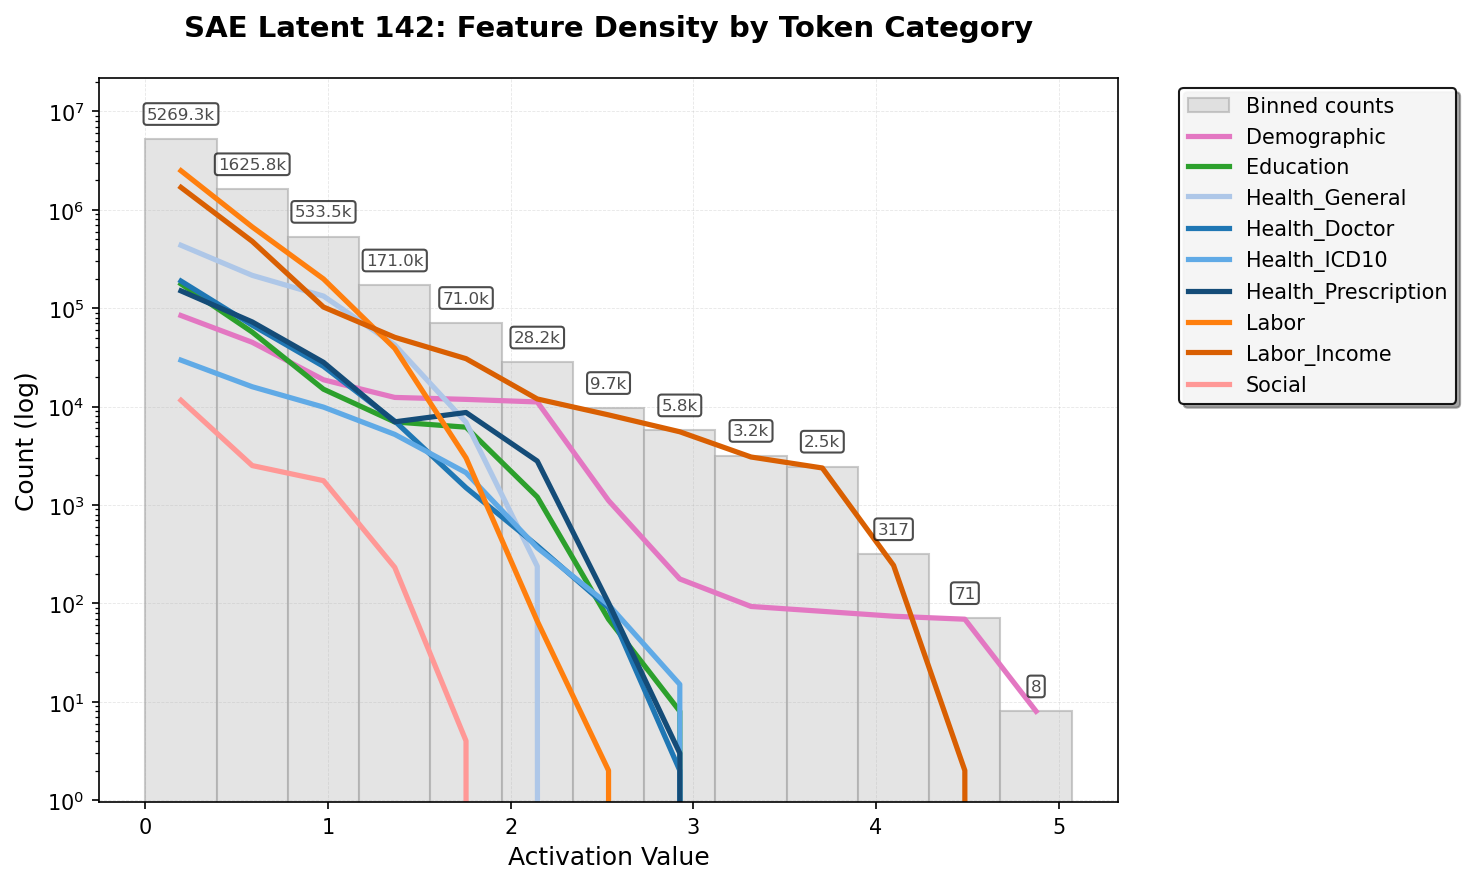 SAE Latent 142: Feature Density by Token Category
Count (log)
10⁷
10⁶
10⁵
10⁴
10³
10²
10¹
10⁰
5269.3k
1625.8k
533.5k
171.0k
71.0k
28.2k
9.7k
5.8k
3.2k
2.5k
317
71
8
0 1 2 3 4 5
Activation Value
Binned counts
Demographic
Education
Health_General
Health_Doctor
Health_ICD10
Health_Prescription
Labor
Labor_Income
Social